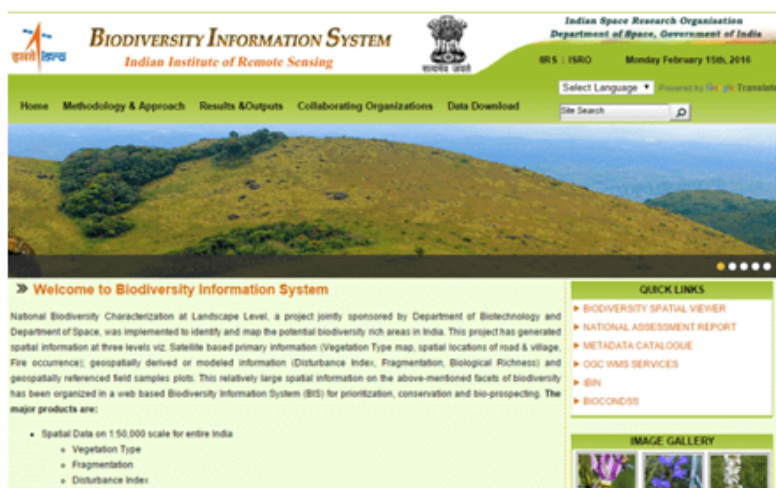 इसरो isro
BIODIVERSITY INFORMATION SYSTEM
Indian Institute of Remote Sensing
सत्यमेव जयते
Indian Space Research Organisation
Department of Space, Government of India
IIRS | ISRO Monday February 15th, 2016
Select Language ▼ Powered by Google Translate
Home Methodology & Approach Results &Outputs Collaborating Organizations Data Download
Site Search
Welcome to Biodiversity Information System
National Biodiversity Characterization at Landscape Level, a project jointly sponsored by Department of Biotechnology and
Department of Space, was implemented to identify and map the potential biodiversity rich areas in India. This project has generated
spatial information at three levels viz. Satellite based primary information (Vegetation Type map, spatial locations of road & village,
Fire occurrence); geospatially derived or modeled information (Disturbance Index, Fragmentation, Biological Richness) and
geospatially referenced field samples plots. This relatively large spatial information on the above-mentioned facets of biodiversity
has been organized in a web based Biodiversity Information System (BIS) for prioritization, conservation and bio-prospecting. The
major products are:
• Spatial Data on 1:50,000 scale for entire India
Vegetation Type
Fragmentation
Disturbance Index
QUICK LINKS
BIODIVERSITY SPATIAL VIEWER
NATIONAL ASSESSMENT REPORT
METADATA CATALOGUE
OGC WMS SERVICES
IBIN
BIOCONDSS
IMAGE GALLERY